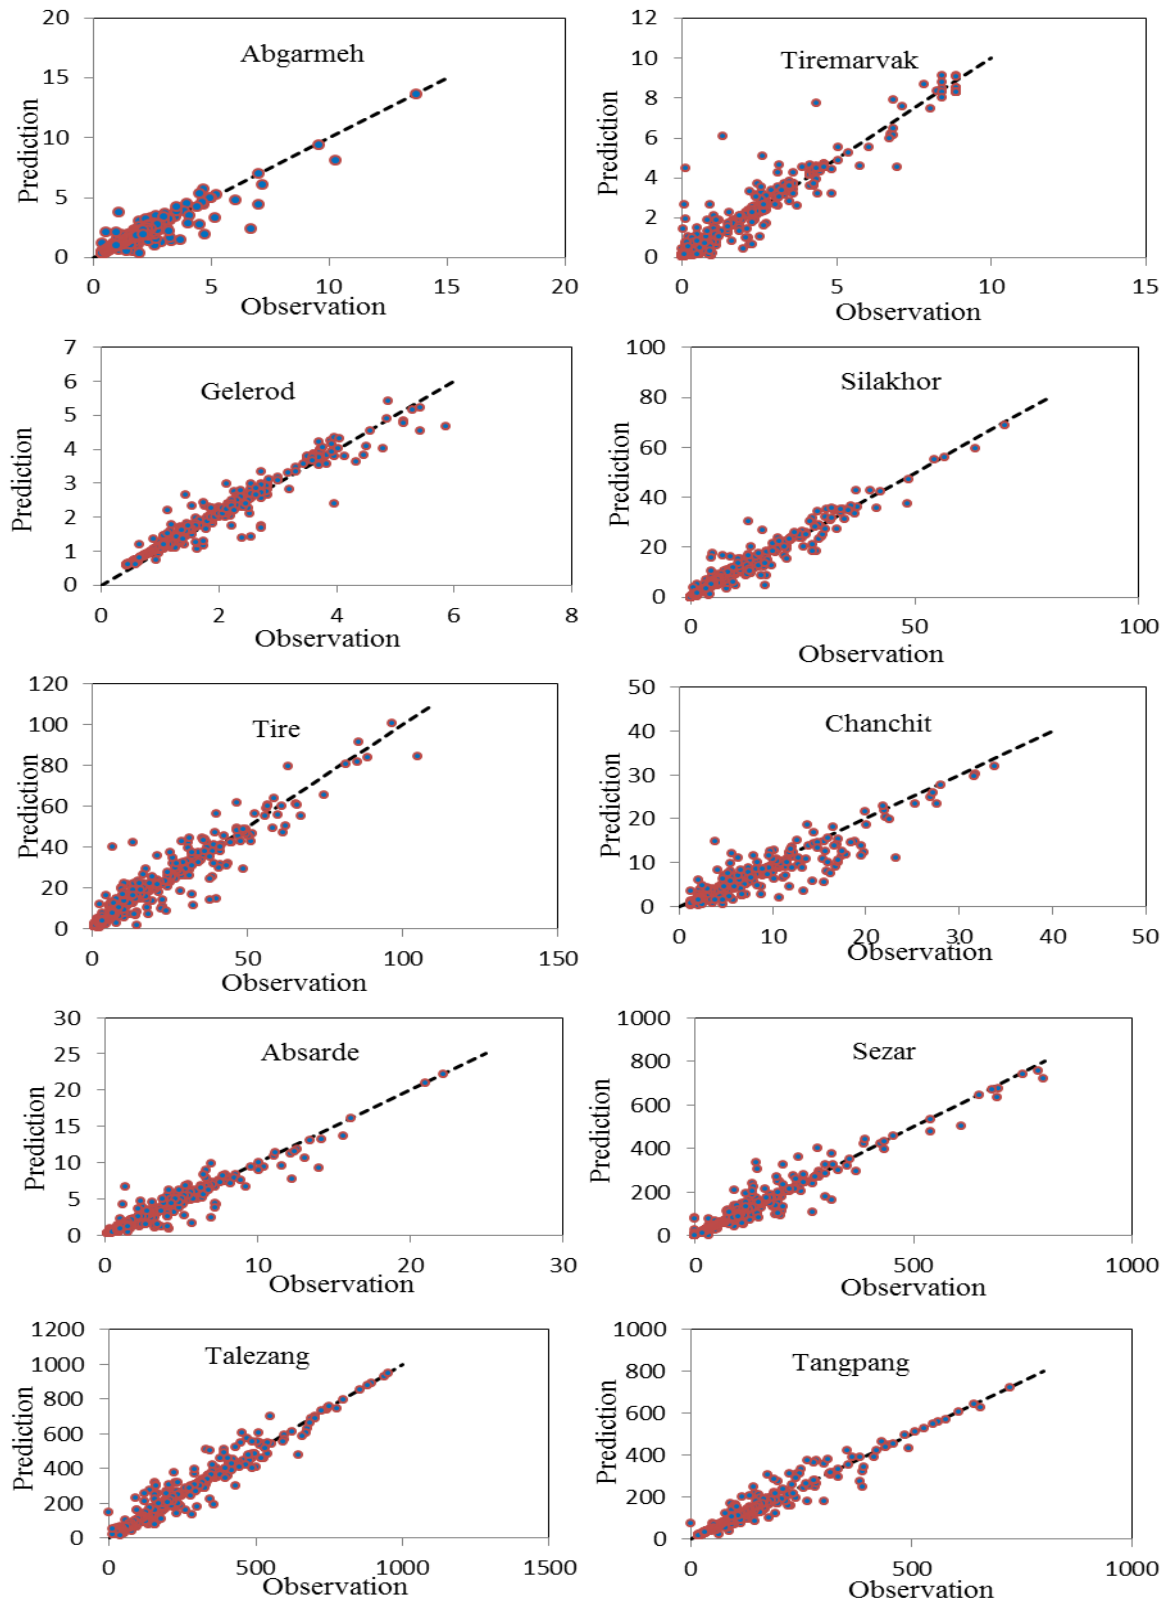 20
15
10
5
0
Prediction
Abgarmeh
0 5 10 15 20
Observation
12
10
8
6
4
2
0
Prediction
Tiremarvak
0 5 10 15
Observation
7
6
5
4
3
2
1
0
Prediction
Gelerod
0 2 4 6 8
Observation
100
80
60
40
20
0
Prediction
Silakhor
0 50 100
Observation
120
100
80
60
40
20
0
Prediction
Tire
0 50 100 150
Observation
50
40
30
20
10
0
Prediction
Chanchit
0 10 20 30 40 50
Observation
30
25
20
15
10
5
0
Prediction
Absarde
0 10 20 30
Observation
1000
800
600
400
200
0
Prediction
Sezar
0 500 1000
Observation
1200
1000
800
600
400
200
0
Prediction
Talezang
0 500 1000 1500
Observation
1000
800
600
400
200
0
Prediction
Tangpang
0 500 1000
Observation